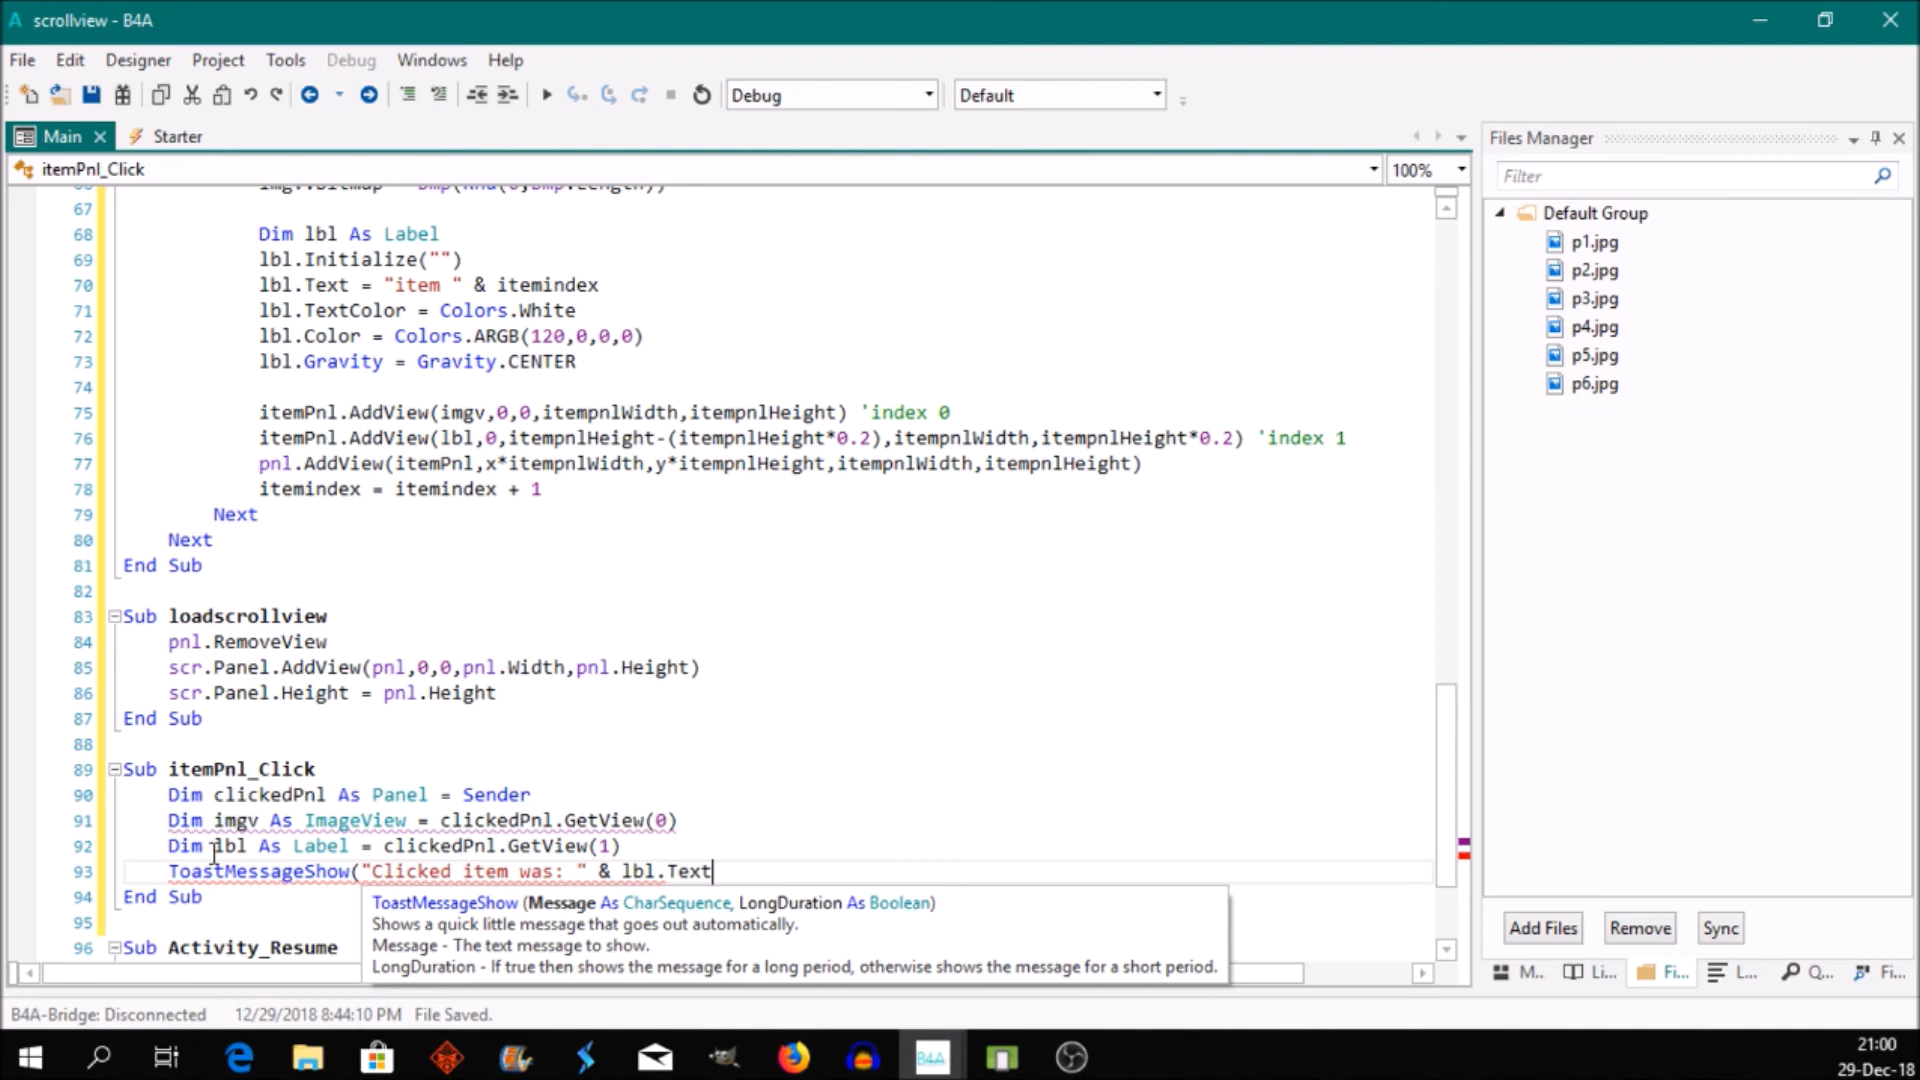 scrollview - B4A
File Edit Designer Project Tools Debug Windows Help
Debug Default
Main Starter
itemPnl_Click 100%
67
68 Dim lbl As Label
69 lbl.Initialize("")
70 lbl.Text = "item " & itemindex
71 lbl.TextColor = Colors.White
72 lbl.Color = Colors.ARGB(120,0,0,0)
73 lbl.Gravity = Gravity.CENTER
74
75 itemPnl.AddView(imgv,0,0,itempnlWidth,itempnlHeight) 'index 0
76 itemPnl.AddView(lbl,0,itempnlHeight-(itempnlHeight*0.2),itempnlWidth,itempnlHeight*0.2) 'index 1
77 pnl.AddView(itemPnl,x*itempnlWidth,y*itempnlHeight,itempnlWidth,itempnlHeight)
78 itemindex = itemindex + 1
79 Next
80 Next
81 End Sub
82
83 Sub loadscrollview
84 pnl.RemoveView
85 scr.Panel.AddView(pnl,0,0,pnl.Width,pnl.Height)
86 scr.Panel.Height = pnl.Height
87 End Sub
88
89 Sub itemPnl_Click
90 Dim clickedPnl As Panel = Sender
91 Dim imgv As ImageView = clickedPnl.GetView(0)
92 Dim lbl As Label = clickedPnl.GetView(1)
93 ToastMessageShow("Clicked item was: " & lbl.Text
94 End Sub
95
96 Sub Activity_Resume
ToastMessageShow (Message As CharSequence, LongDuration As Boolean)
Shows a quick little message that goes out automatically.
Message - The text message to show.
LongDuration - If true then shows the message for a long period, otherwise shows the message for a short period.
Files Manager
Filter
Default Group
p1.jpg
p2.jpg
p3.jpg
p4.jpg
p5.jpg
p6.jpg
Add Files Remove Sync
M... Li... Fi... L... Q... Fi...
B4A-Bridge: Disconnected 12/29/2018 8:44:10 PM File Saved.
B4A
21:00
29-Dec-18